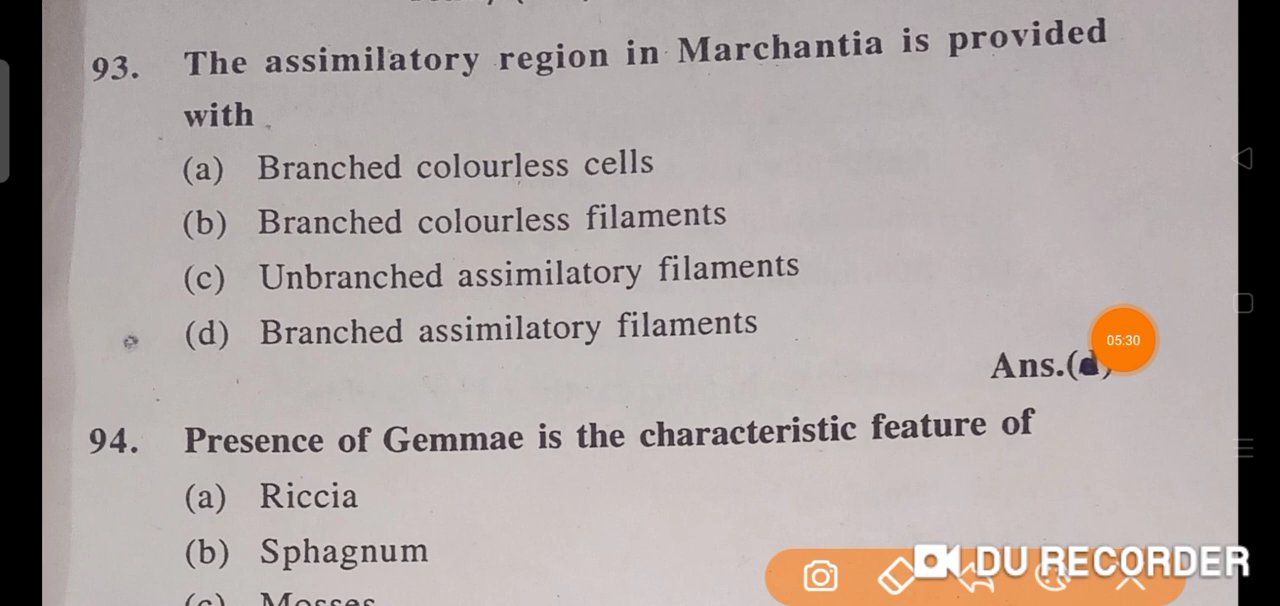 93. The assimilatory region in Marchantia is provided
with
(a) Branched colourless cells
(b) Branched colourless filaments
(c) Unbranched assimilatory filaments
(d) Branched assimilatory filaments
05:30
Ans.(d)
94. Presence of Gemmae is the characteristic feature of
(a) Riccia
(b) Sphagnum
DU RECORDER
(c) Mosses